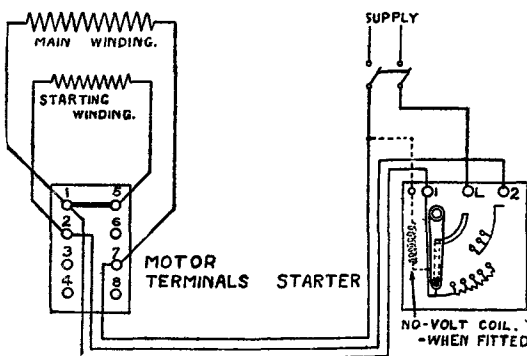 SUPPLY
MAIN WINDING.
STARTING
WINDING.
1 5
2 6
3 7
4 8
1 L 2
MOTOR
TERMINALS STARTER
NO-VOLT COIL.
-WHEN FITTED